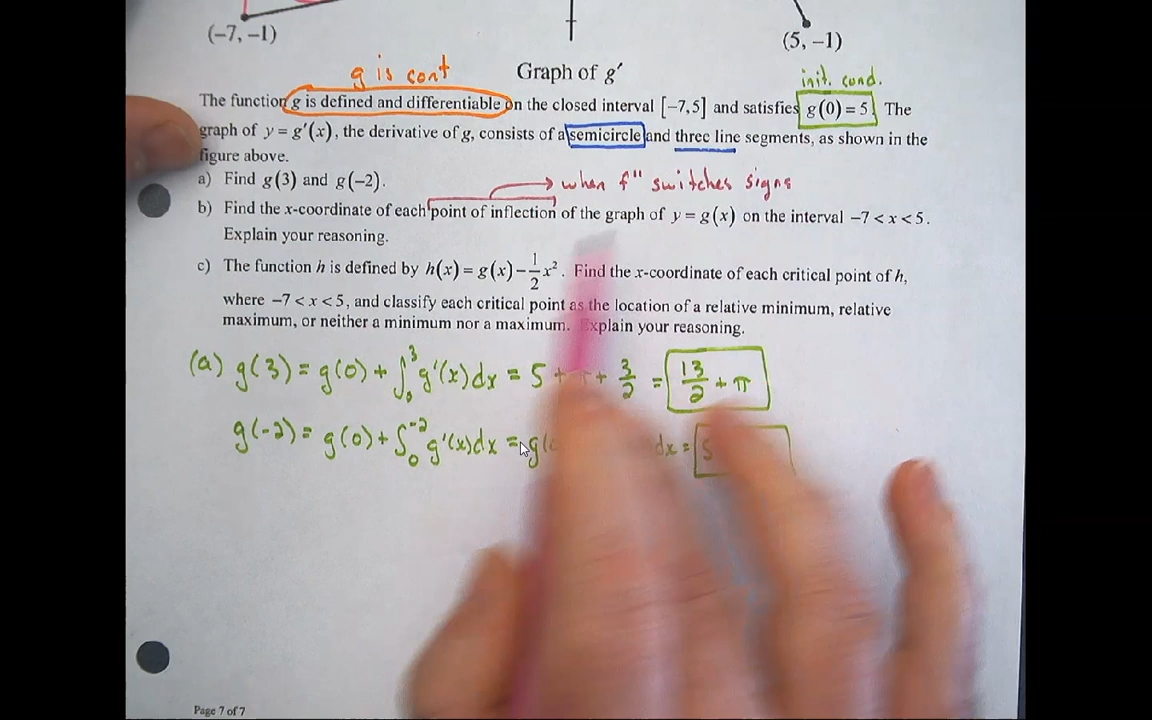 (−7, −1)
(5, −1)
g is cont
Graph of g′
init. cond.
The function g is defined and differentiable on the closed interval [−7,5] and satisfies g(0) = 5. The
graph of y = g′(x), the derivative of g, consists of a semicircle and three line segments, as shown in the
figure above.
a) Find g(3) and g(−2).
when f" switches signs
b) Find the x-coordinate of each point of inflection of the graph of y = g(x) on the interval −7 < x < 5.
Explain your reasoning.
c) The function h is defined by h(x) = g(x) − 1/2 x². Find the x-coordinate of each critical point of h,
where −7 < x < 5, and classify each critical point as the location of a relative minimum, relative
maximum, or neither a minimum nor a maximum. Explain your reasoning.
(a) g(3) = g(0) + ∫₀³ g'(x)dx = 5 + π + 3/2 = 13/2 + π
g(-2) = g(0) + ∫₀⁻² g'(x)dx = g( dx =
Page 7 of 7